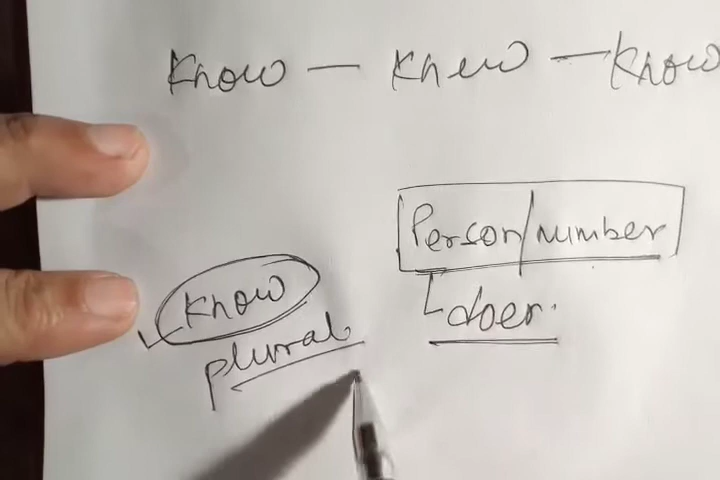 Know — Knew — Know
Person/number
doer.
Know
plural